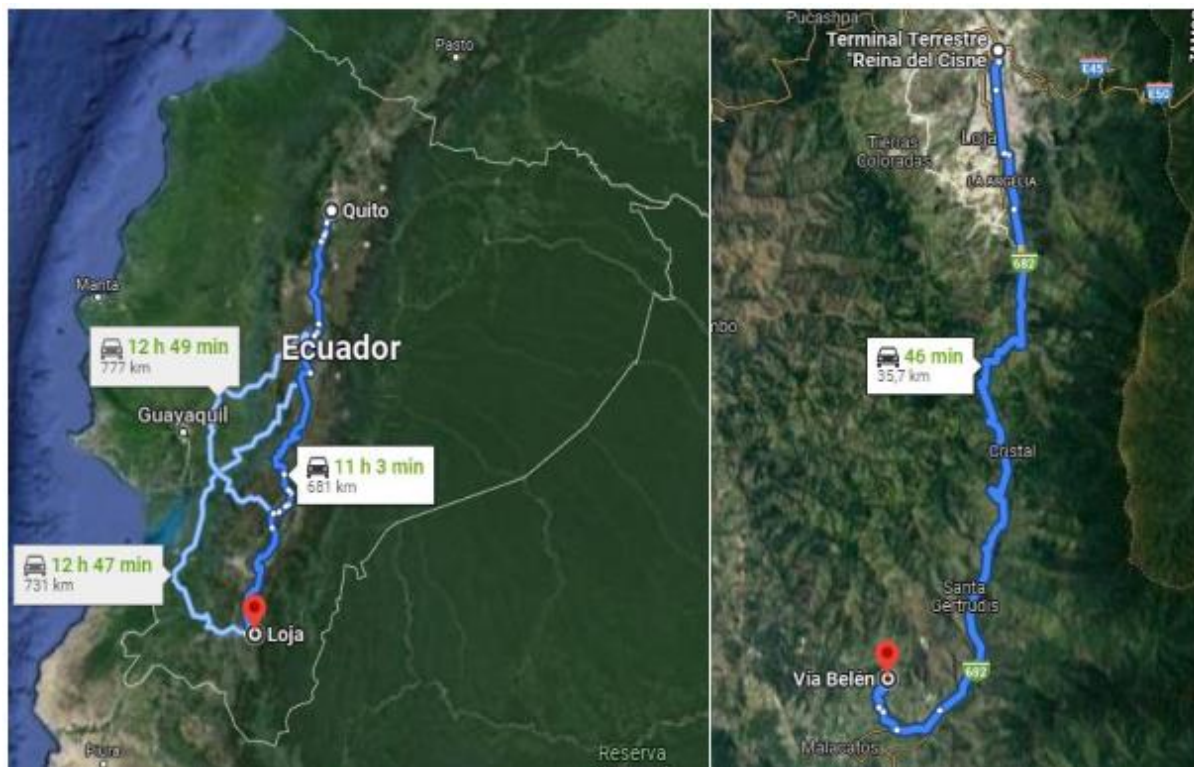 Pasto
Quito
Manta
12 h 49 min
777 km
Ecuador
Guayaquil
11 h 3 min
681 km
12 h 47 min
731 km
Loja
Piura
Reserva
Pucashpa
Terminal Terrestre
"Reina del Cisne
E45
E50
Loja
Tierras
Coloradas
LA ARGELIA
682
mbo
46 min
35,7 km
Cristal
Santa
Gertrudis
682
Vía Belén
Malacatos